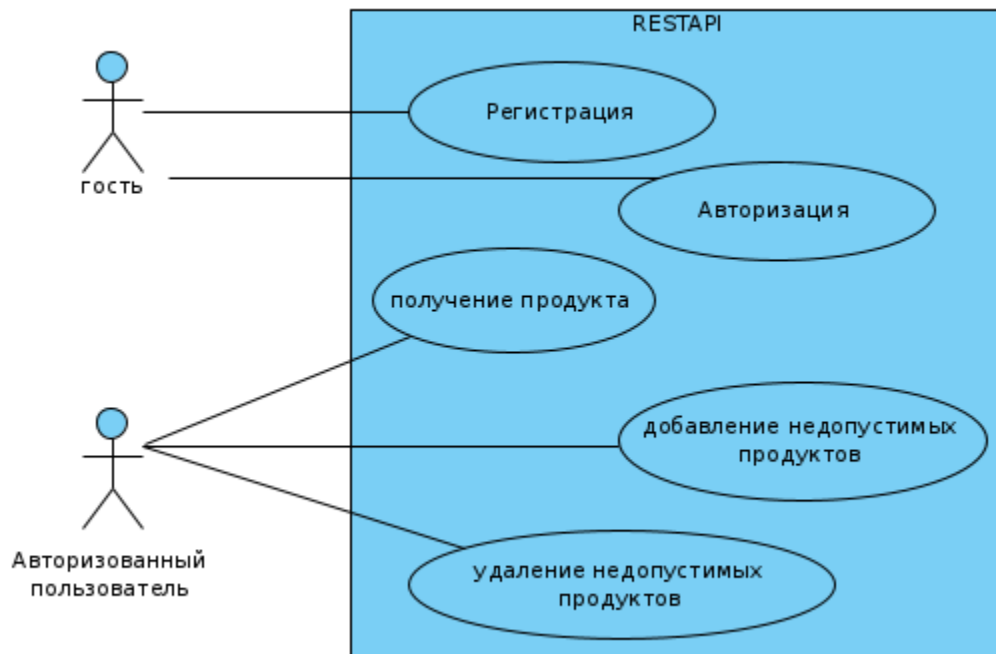 RESTAPI
Регистрация
гость
Авторизация
получение продукта
добавление недопустимых
продуктов
Авторизованный
пользователь
удаление недопустимых
продуктов